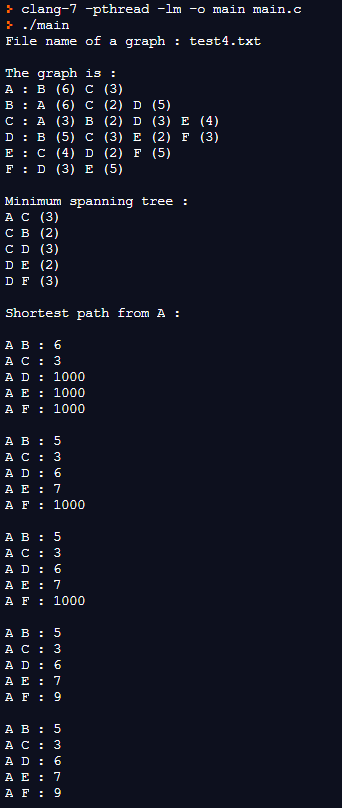 > clang-7 -pthread -lm -o main main.c
> ./main
File name of a graph : test4.txt

The graph is :
A : B (6) C (3)
B : A (6) C (2) D (5)
C : A (3) B (2) D (3) E (4)
D : B (5) C (3) E (2) F (3)
E : C (4) D (2) F (5)
F : D (3) E (5)

Minimum spanning tree :
A C (3)
C B (2)
C D (3)
D E (2)
D F (3)

Shortest path from A :

A B : 6
A C : 3
A D : 1000
A E : 1000
A F : 1000

A B : 5
A C : 3
A D : 6
A E : 7
A F : 1000

A B : 5
A C : 3
A D : 6
A E : 7
A F : 1000

A B : 5
A C : 3
A D : 6
A E : 7
A F : 9

A B : 5
A C : 3
A D : 6
A E : 7
A F : 9